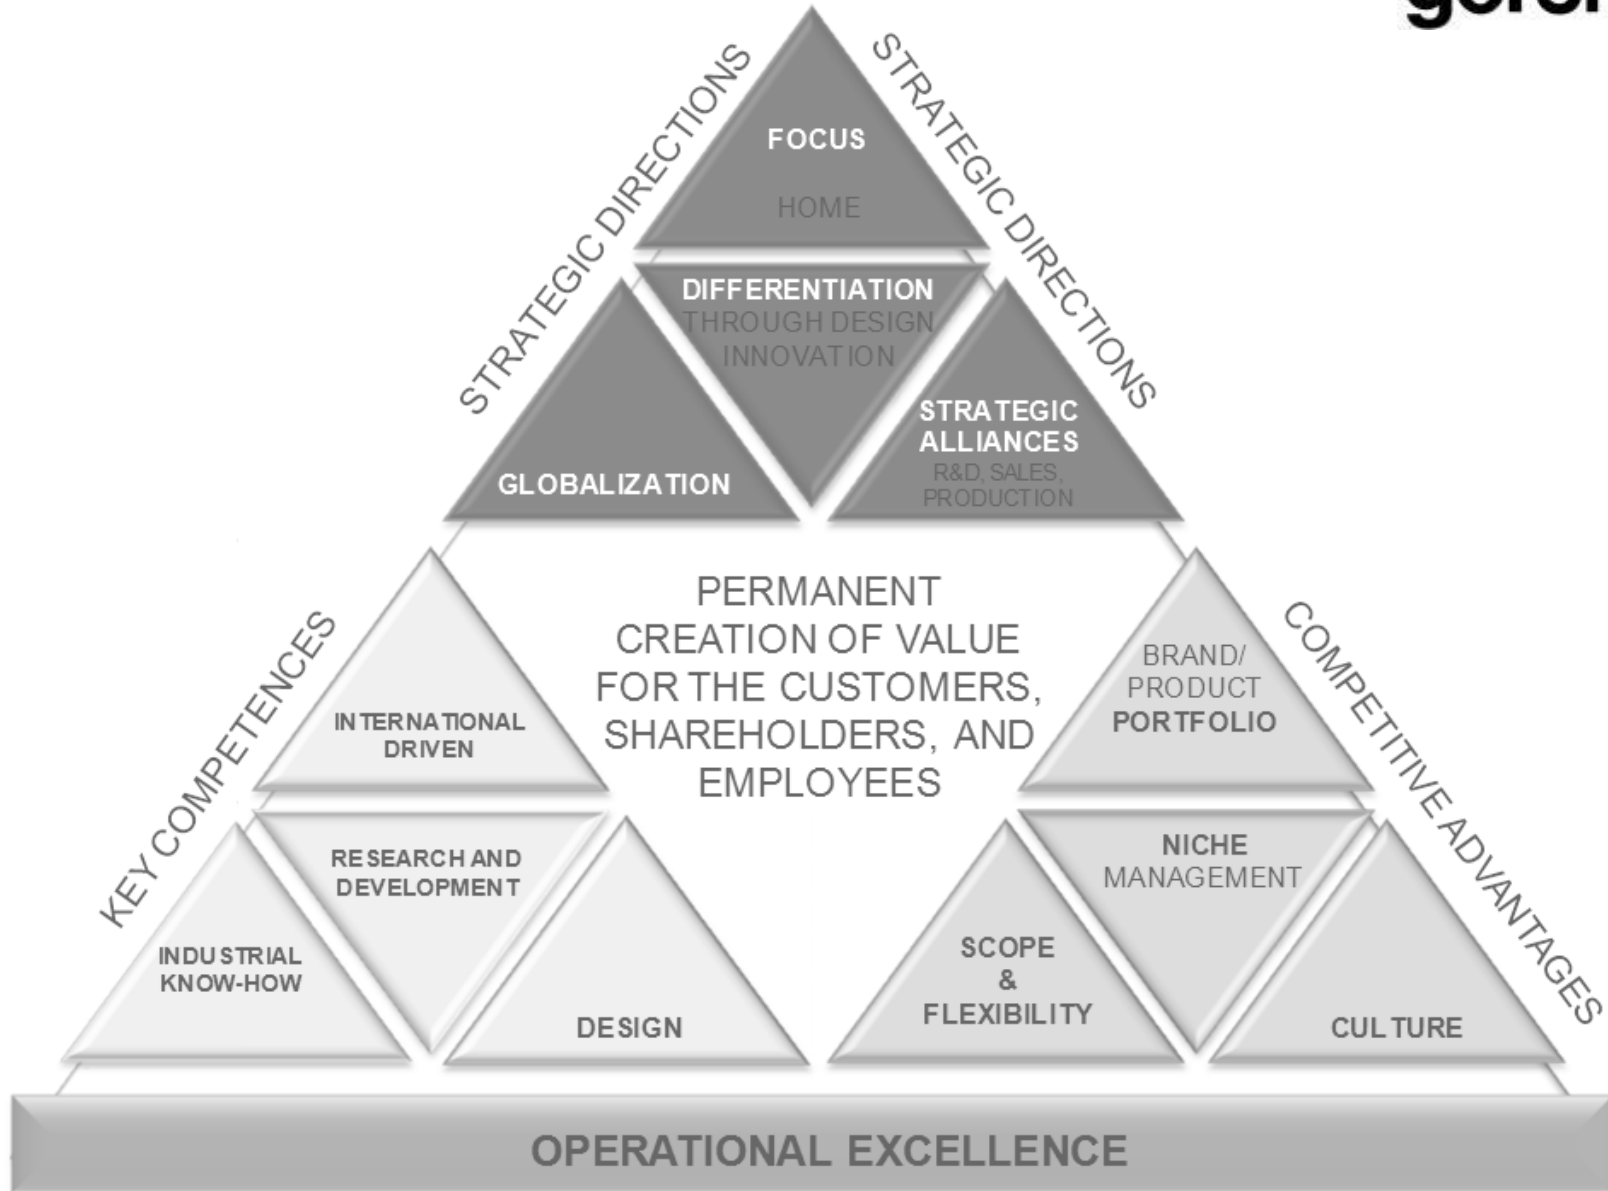 STRATEGIC DIRECTIONS
STRATEGIC DIRECTIONS
FOCUS
HOME
DIFFERENTIATION
THROUGH DESIGN
INNOVATION
GLOBALIZATION
STRATEGIC
ALLIANCES
R&D, SALES,
PRODUCTION
PERMANENT
CREATION OF VALUE
FOR THE CUSTOMERS,
SHAREHOLDERS, AND
EMPLOYEES
KEY COMPETENCES
INTERNATIONAL
DRIVEN
RESEARCH AND
DEVELOPMENT
INDUSTRIAL
KNOW-HOW
DESIGN
COMPETITIVE ADVANTAGES
BRAND/
PRODUCT
PORTFOLIO
NICHE
MANAGEMENT
SCOPE
&
FLEXIBILITY
CULTURE
OPERATIONAL EXCELLENCE